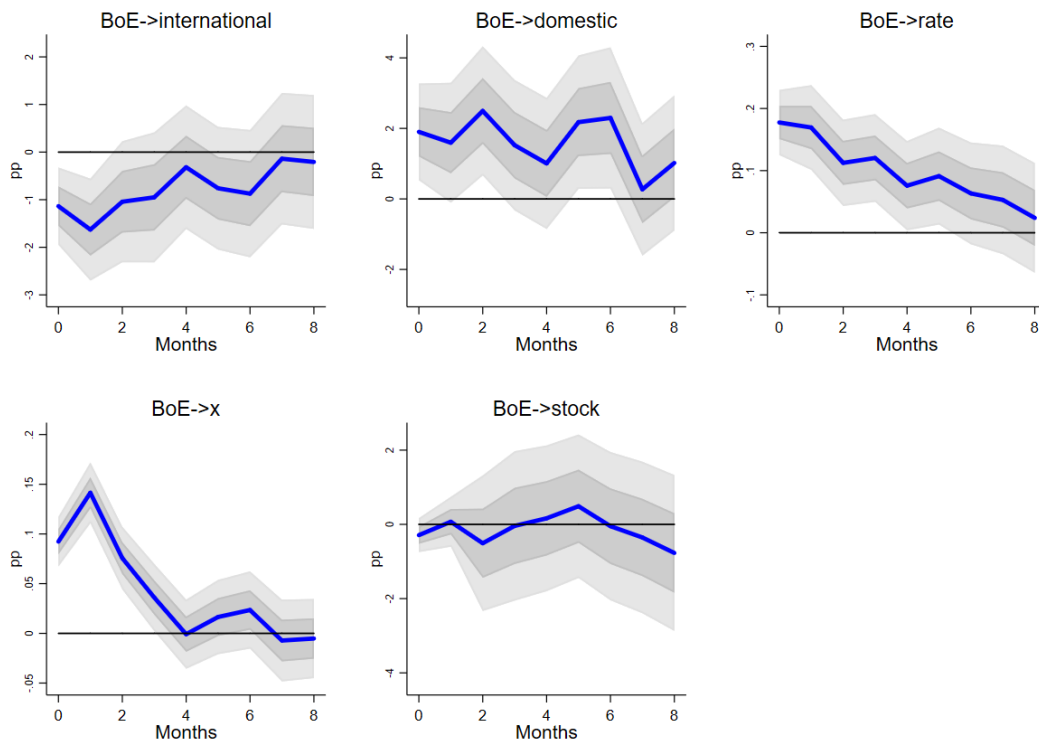 BoE->international
2
1
0
-1
-2
-3
pp
0 2 4 6 8
Months
BoE->domestic
4
2
0
-2
pp
0 2 4 6 8
Months
BoE->rate
.3
.2
.1
0
-.1
pp
0 2 4 6 8
Months
BoE->x
.2
.15
.1
.05
0
-.05
pp
0 2 4 6 8
Months
BoE->stock
2
0
-2
-4
pp
0 2 4 6 8
Months